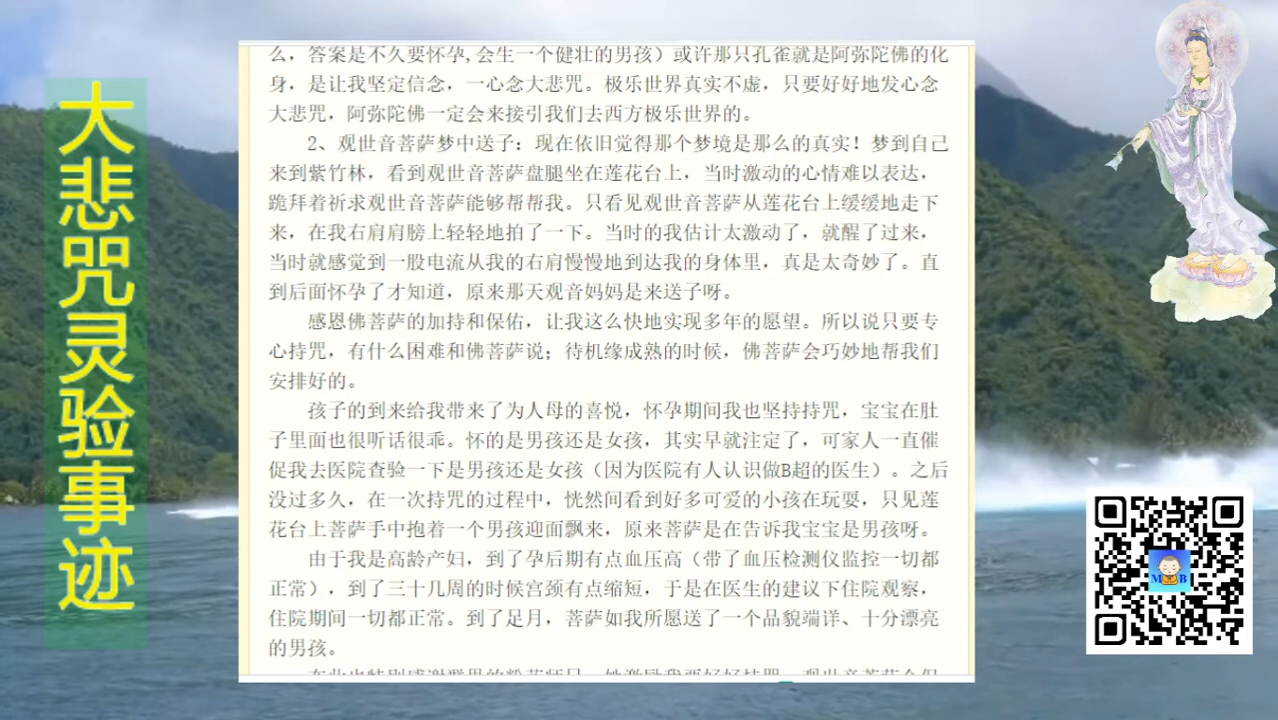 大悲咒灵验事迹
么，答案是不久要怀孕,会生一个健壮的男孩）或许那只孔雀就是阿弥陀佛的化
身，是让我坚定信念，一心念大悲咒。极乐世界真实不虚，只要好好地发心念
大悲咒，阿弥陀佛一定会来接引我们去西方极乐世界的。
2、观世音菩萨梦中送子：现在依旧觉得那个梦境是那么的真实！梦到自己
来到紫竹林，看到观世音菩萨盘腿坐在莲花台上，当时激动的心情难以表达，
跪拜着祈求观世音菩萨能够帮帮我。只看见观世音菩萨从莲花台上缓缓地走下
来，在我右肩肩膀上轻轻地拍了一下。当时的我估计太激动了，就醒了过来，
当时就感觉到一股电流从我的右肩慢慢地到达我的身体里，真是太奇妙了。直
到后面怀孕了才知道，原来那天观音妈妈是来送子呀。
感恩佛菩萨的加持和保佑，让我这么快地实现多年的愿望。所以说只要专
心持咒，有什么困难和佛菩萨说；待机缘成熟的时候，佛菩萨会巧妙地帮我们
安排好的。
孩子的到来给我带来了为人母的喜悦，怀孕期间我也坚持持咒，宝宝在肚
子里面也很听话很乖。怀的是男孩还是女孩，其实早就注定了，可家人一直催
促我去医院查验一下是男孩还是女孩（因为医院有人认识做B超的医生）。之后
没过多久，在一次持咒的过程中，恍然间看到好多可爱的小孩在玩耍，只见莲
花台上菩萨手中抱着一个男孩迎面飘来，原来菩萨是在告诉我宝宝是男孩呀。
由于我是高龄产妇，到了孕后期有点血压高（带了血压检测仪监控一切都
正常），到了三十几周的时候宫颈有点缩短，于是在医生的建议下住院观察，
住院期间一切都正常。到了足月，菩萨如我所愿送了一个品貌端详、十分漂亮
的男孩。
MB